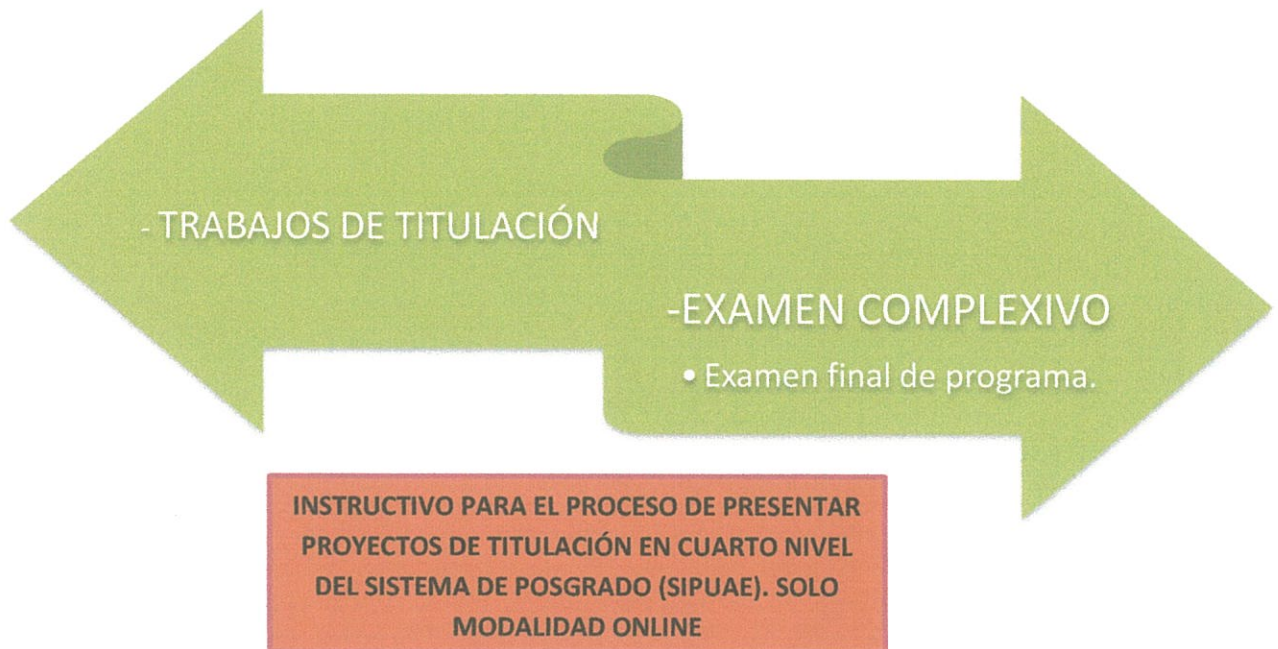 - TRABAJOS DE TITULACIÓN
-EXAMEN COMPLEXIVO
• Examen final de programa.
INSTRUCTIVO PARA EL PROCESO DE PRESENTAR
PROYECTOS DE TITULACIÓN EN CUARTO NIVEL
DEL SISTEMA DE POSGRADO (SIPUAE). SOLO
MODALIDAD ONLINE